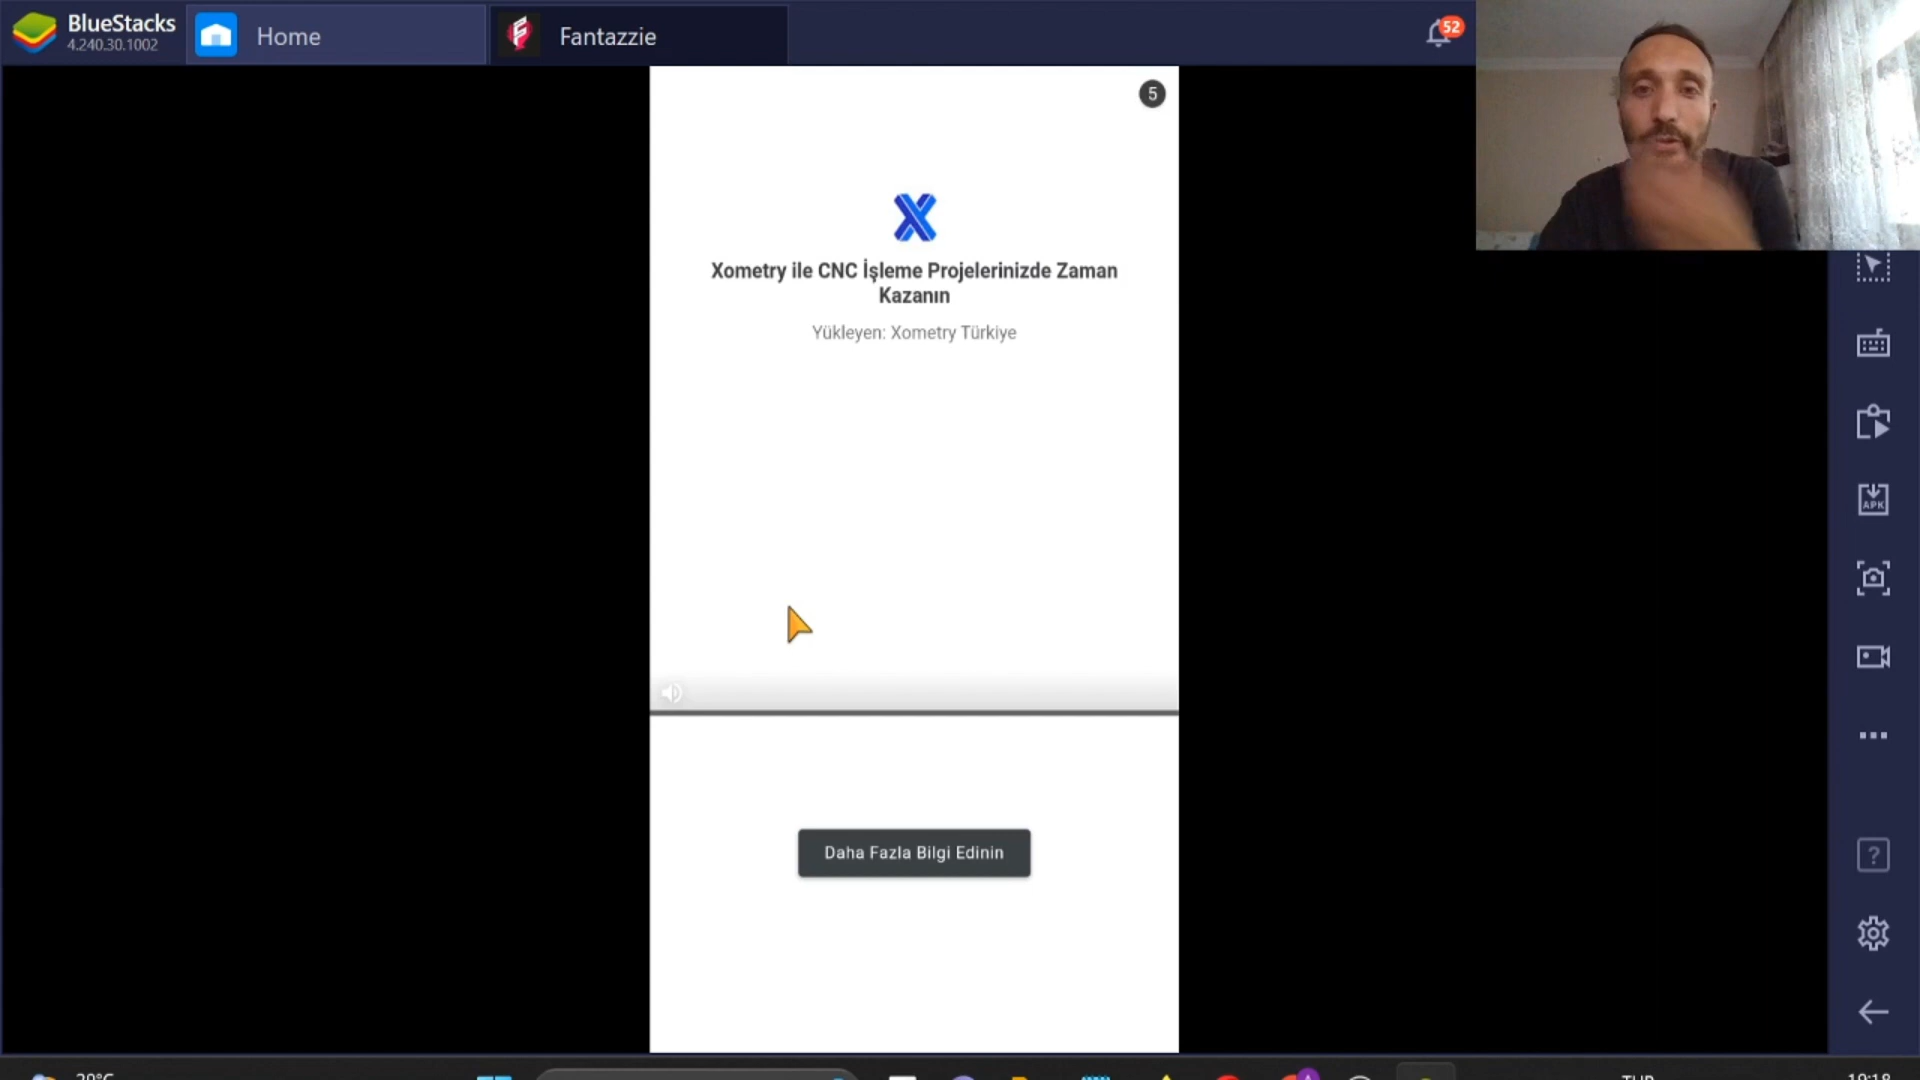 BlueStacks
4.240.30.1002
Home
Fantazzie
52
5
Xometry ile CNC İşleme Projelerinizde Zaman
Kazanın
Yükleyen: Xometry Türkiye
APK
Daha Fazla Bilgi Edinin
?